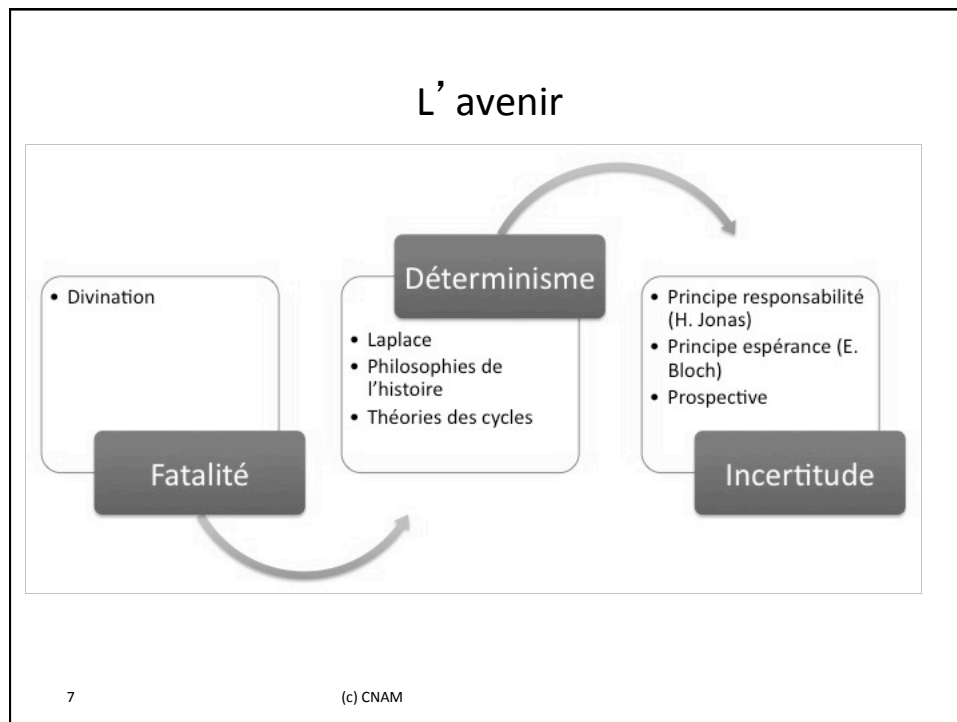 L’ avenir
• Divination
Fatalité
Déterminisme
• Laplace
• Philosophies de
l’histoire
• Théories des cycles
• Principe responsabilité
(H. Jonas)
• Principe espérance (E.
Bloch)
• Prospective
Incertitude
7
(c) CNAM